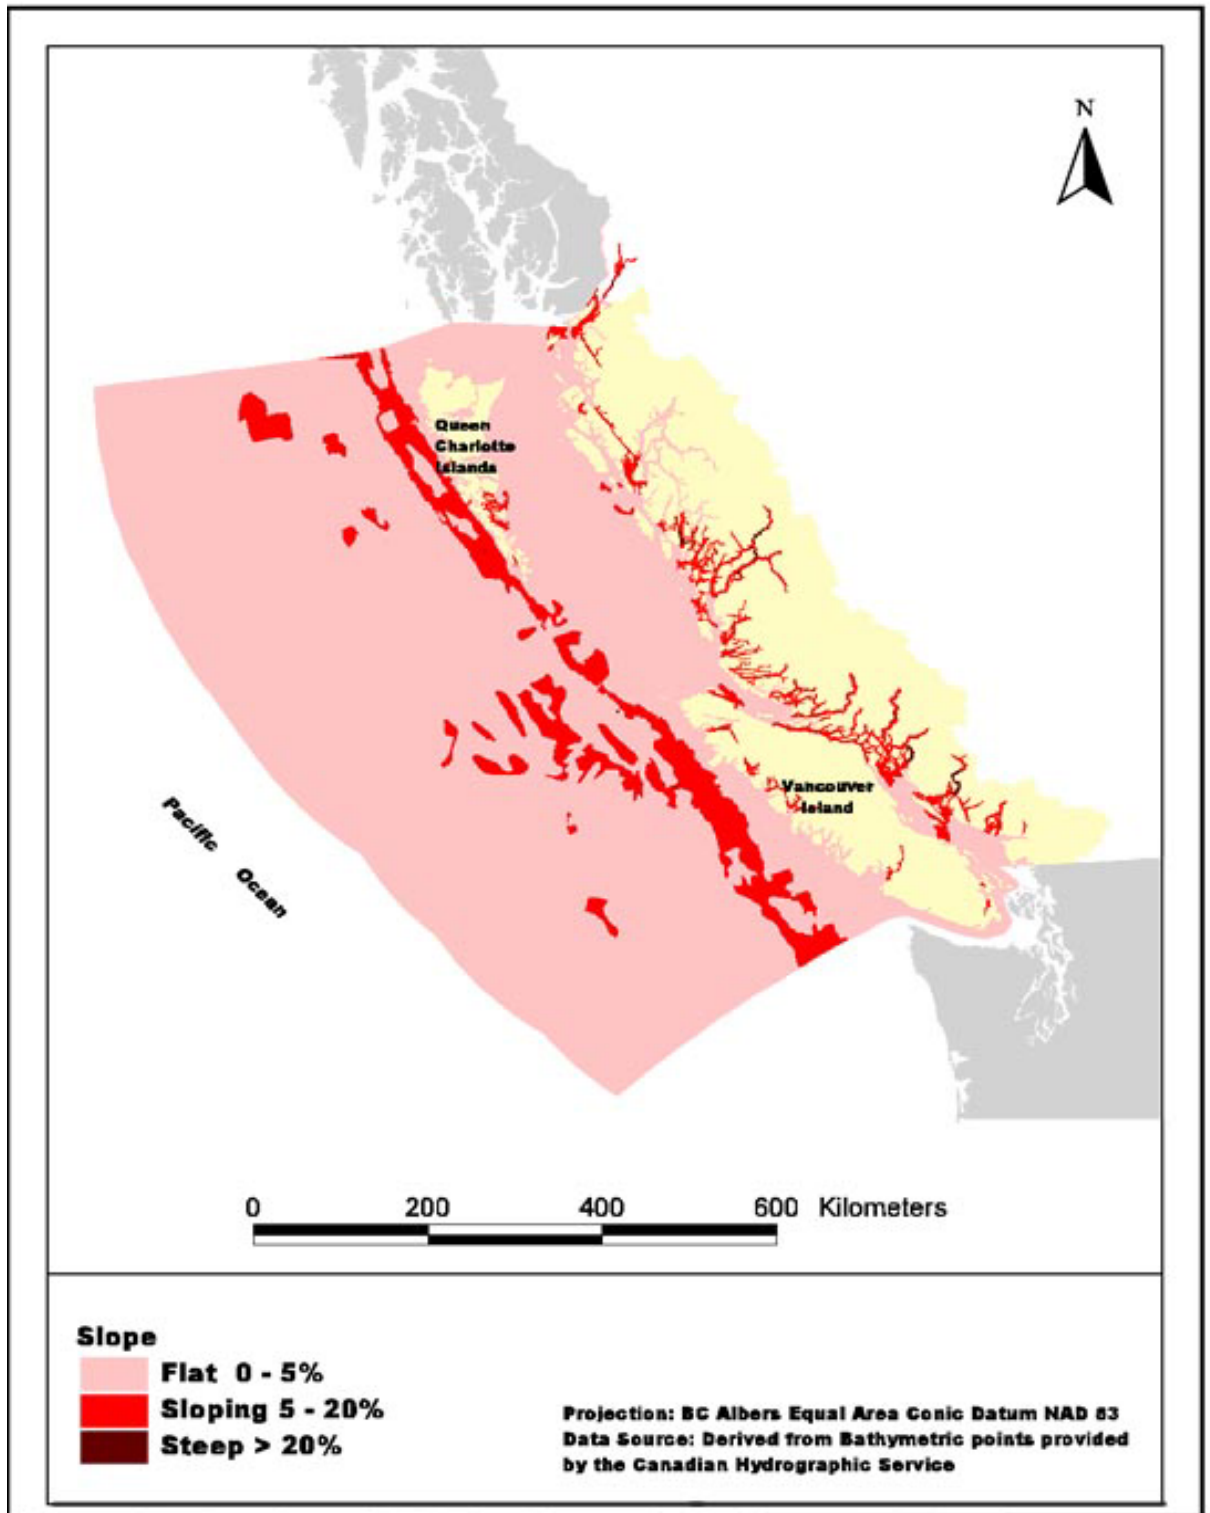 N
Queen
Charlotte
Islands
Vancouver
Island
Pacific Ocean
0 200 400 600 Kilometers
Slope
Flat 0 - 5%
Sloping 5 - 20%
Steep > 20%
Projection: BC Albers Equal Area Conic Datum NAD 83
Data Source: Derived from Bathymetric points provided
by the Canadian Hydrographic Service